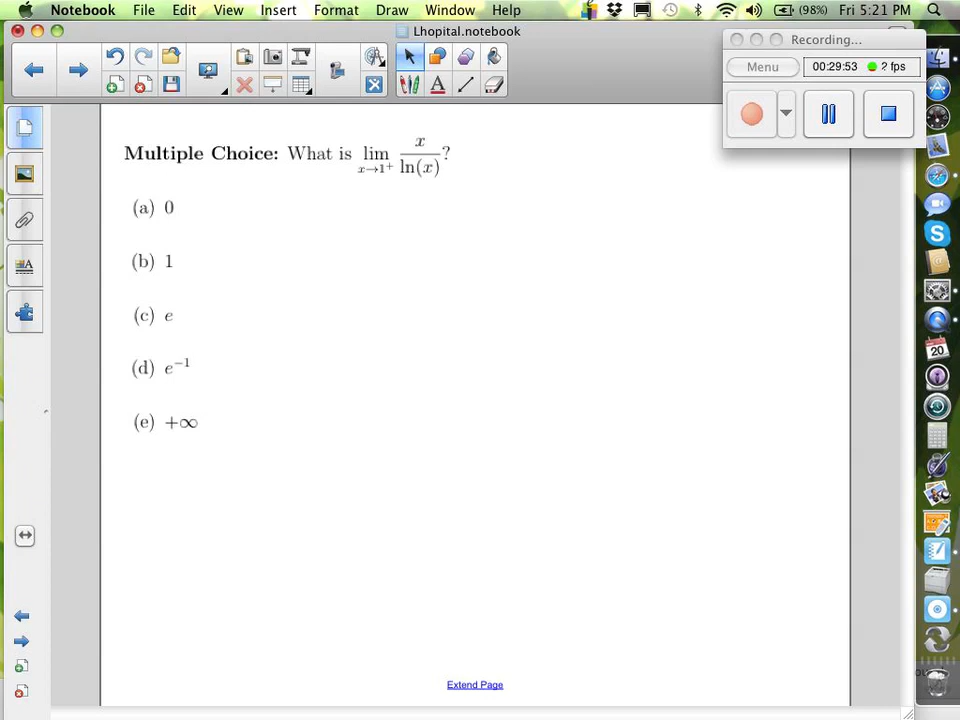 Notebook File Edit View Insert Format Draw Window Help (98%) Fri 5:21 PM
Lhopital.notebook
Recording...
Menu 00:29:53 ? fps
Multiple Choice: What is lim x→1⁺ x/ln(x)?
(a) 0
(b) 1
(c) e
(d) e⁻¹
(e) +∞
Extend Page